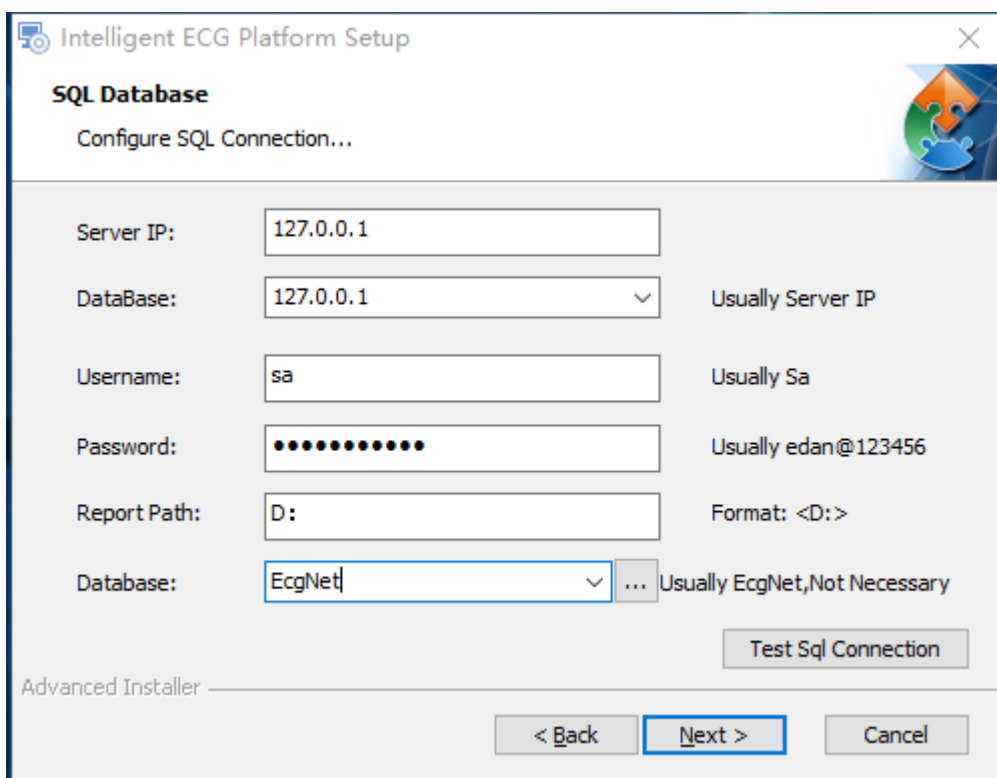 Intelligent ECG Platform Setup
SQL Database
Configure SQL Connection...
Server IP: 127.0.0.1
DataBase: 127.0.0.1 Usually Server IP
Username: sa Usually Sa
Password: ●●●●●●●●●●● Usually edan@123456
Report Path: D: Format: <D:>
Database: EcgNet ... Usually EcgNet,Not Necessary
Test Sql Connection
Advanced Installer
< Back Next > Cancel